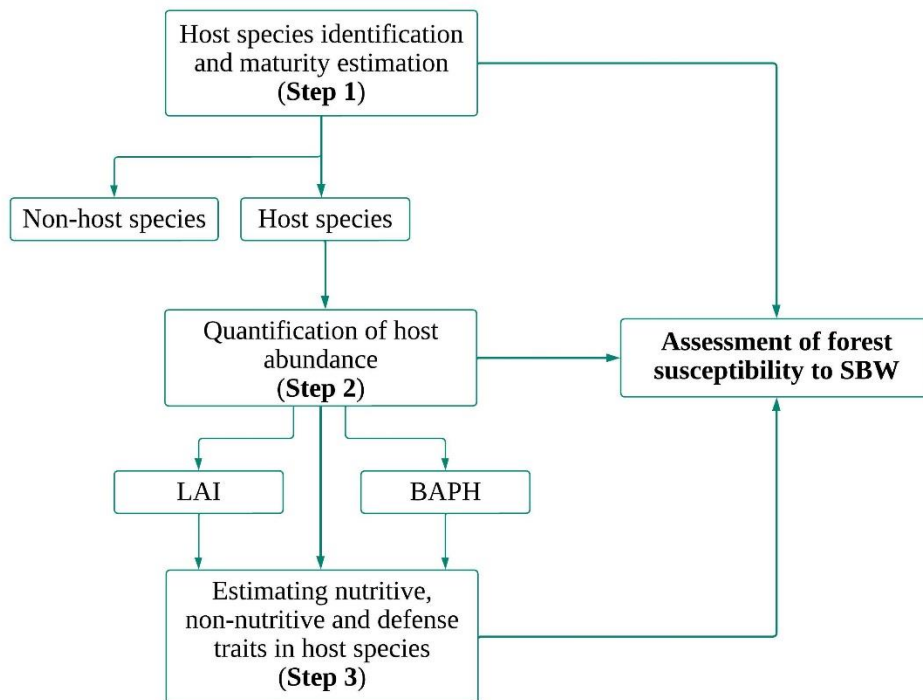 Host species identification
and maturity estimation
(Step 1)
Non-host species
Host species
Quantification of host
abundance
(Step 2)
Assessment of forest
susceptibility to SBW
LAI
BAPH
Estimating nutritive,
non-nutritive and defense
traits in host species
(Step 3)